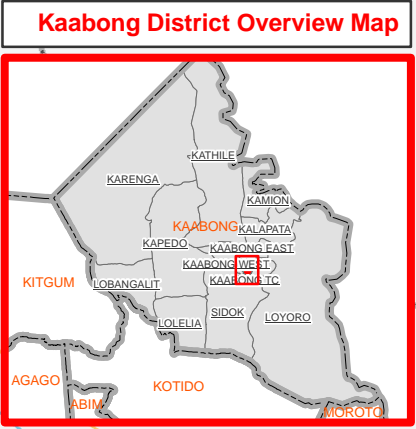 Kaabong District Overview Map
KATHILE
KARENGA
KAMION
KAABONG
KALAPATA
KAPEDO
KAABONG EAST
KAABONG WEST
KITGUM
LOBANGALIT
KAABONG TC
SIDOK
LOYORO
LOLELIA
AGAGO
KOTIDO
ABIM
MOROTO